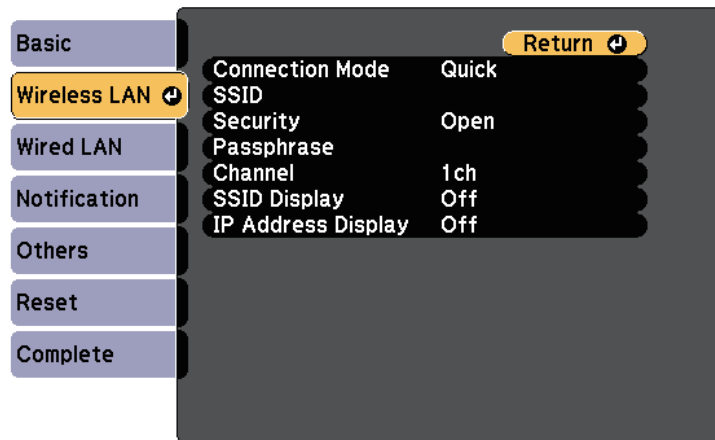 Basic
Wireless LAN
Wired LAN
Notification
Others
Reset
Complete
Return
Connection Mode Quick
SSID
Security Open
Passphrase
Channel 1ch
SSID Display Off
IP Address Display Off